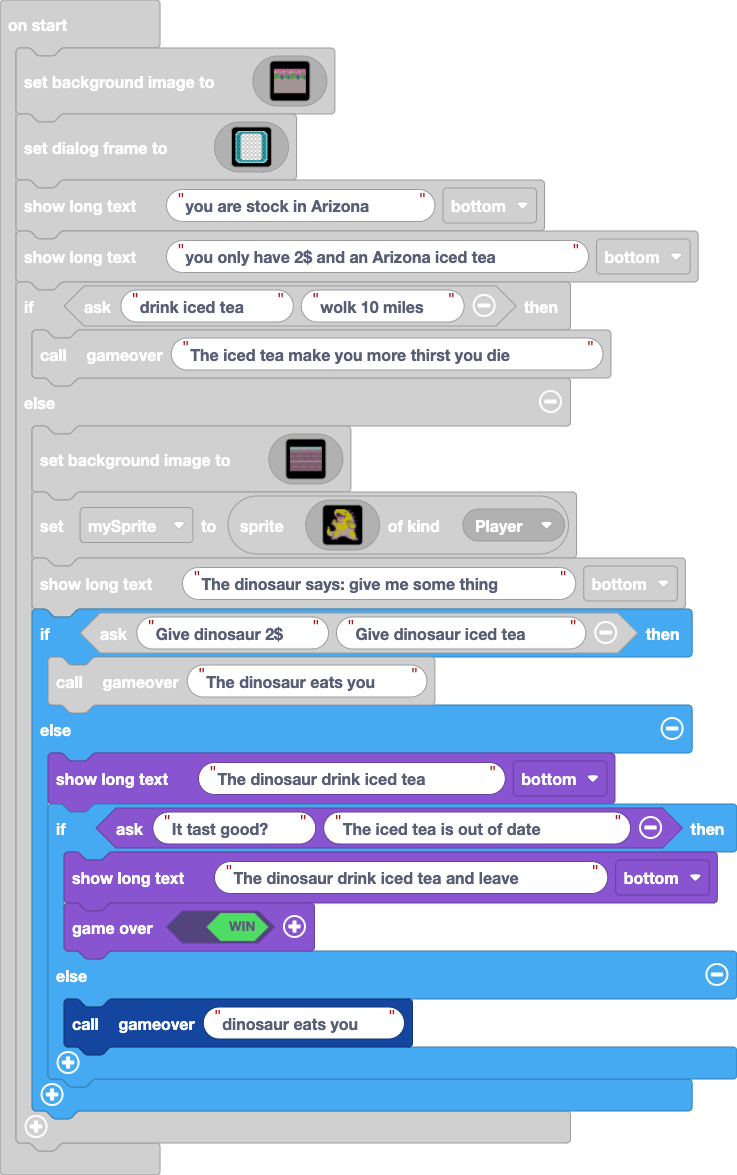 on start
set background image to
set dialog frame to
show long text "you are stock in Arizona" bottom
show long text "you only have 2$ and an Arizona iced tea" bottom
if ask "drink iced tea" "wolk 10 miles" then
call gameover "The iced tea make you more thirst you die"
else
set background image to
set mySprite to sprite of kind Player
show long text "The dinosaur says: give me some thing" bottom
if ask "Give dinosaur 2$" "Give dinosaur iced tea" then
call gameover "The dinosaur eats you"
else
show long text "The dinosaur drink iced tea" bottom
if ask "It tast good?" "The iced tea is out of date" then
show long text "The dinosaur drink iced tea and leave" bottom
game over WIN
else
call gameover "dinosaur eats you"